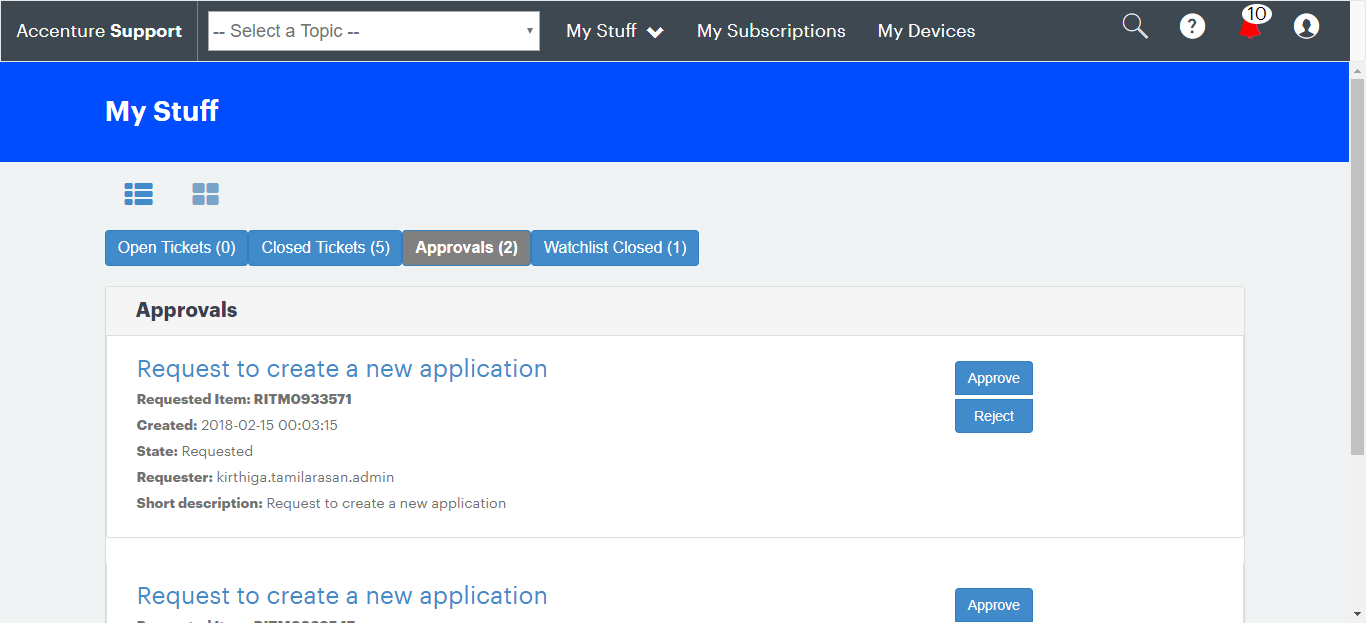 Accenture Support
-- Select a Topic --
My Stuff
My Subscriptions
My Devices
10
My Stuff
Open Tickets (0)
Closed Tickets (5)
Approvals (2)
Watchlist Closed (1)
Approvals
Request to create a new application
Requested Item: RITM0933571
Created: 2018-02-15 00:03:15
State: Requested
Requester: kirthiga.tamilarasan.admin
Short description: Request to create a new application
Approve
Reject
Request to create a new application
Approve